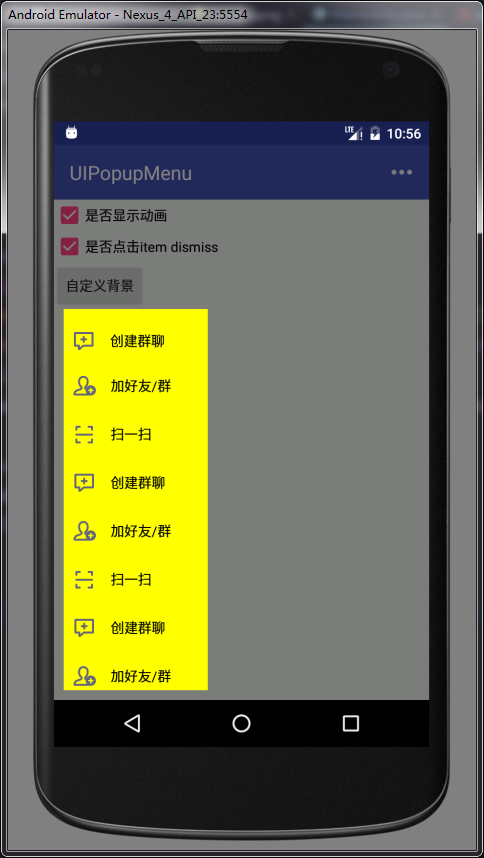 Android Emulator - Nexus_4_API_23:5554
LTE 10:56
UIPopupMenu
是否显示动画
是否点击item dismiss
自定义背景
创建群聊
加好友/群
扫一扫
创建群聊
加好友/群
扫一扫
创建群聊
加好友/群